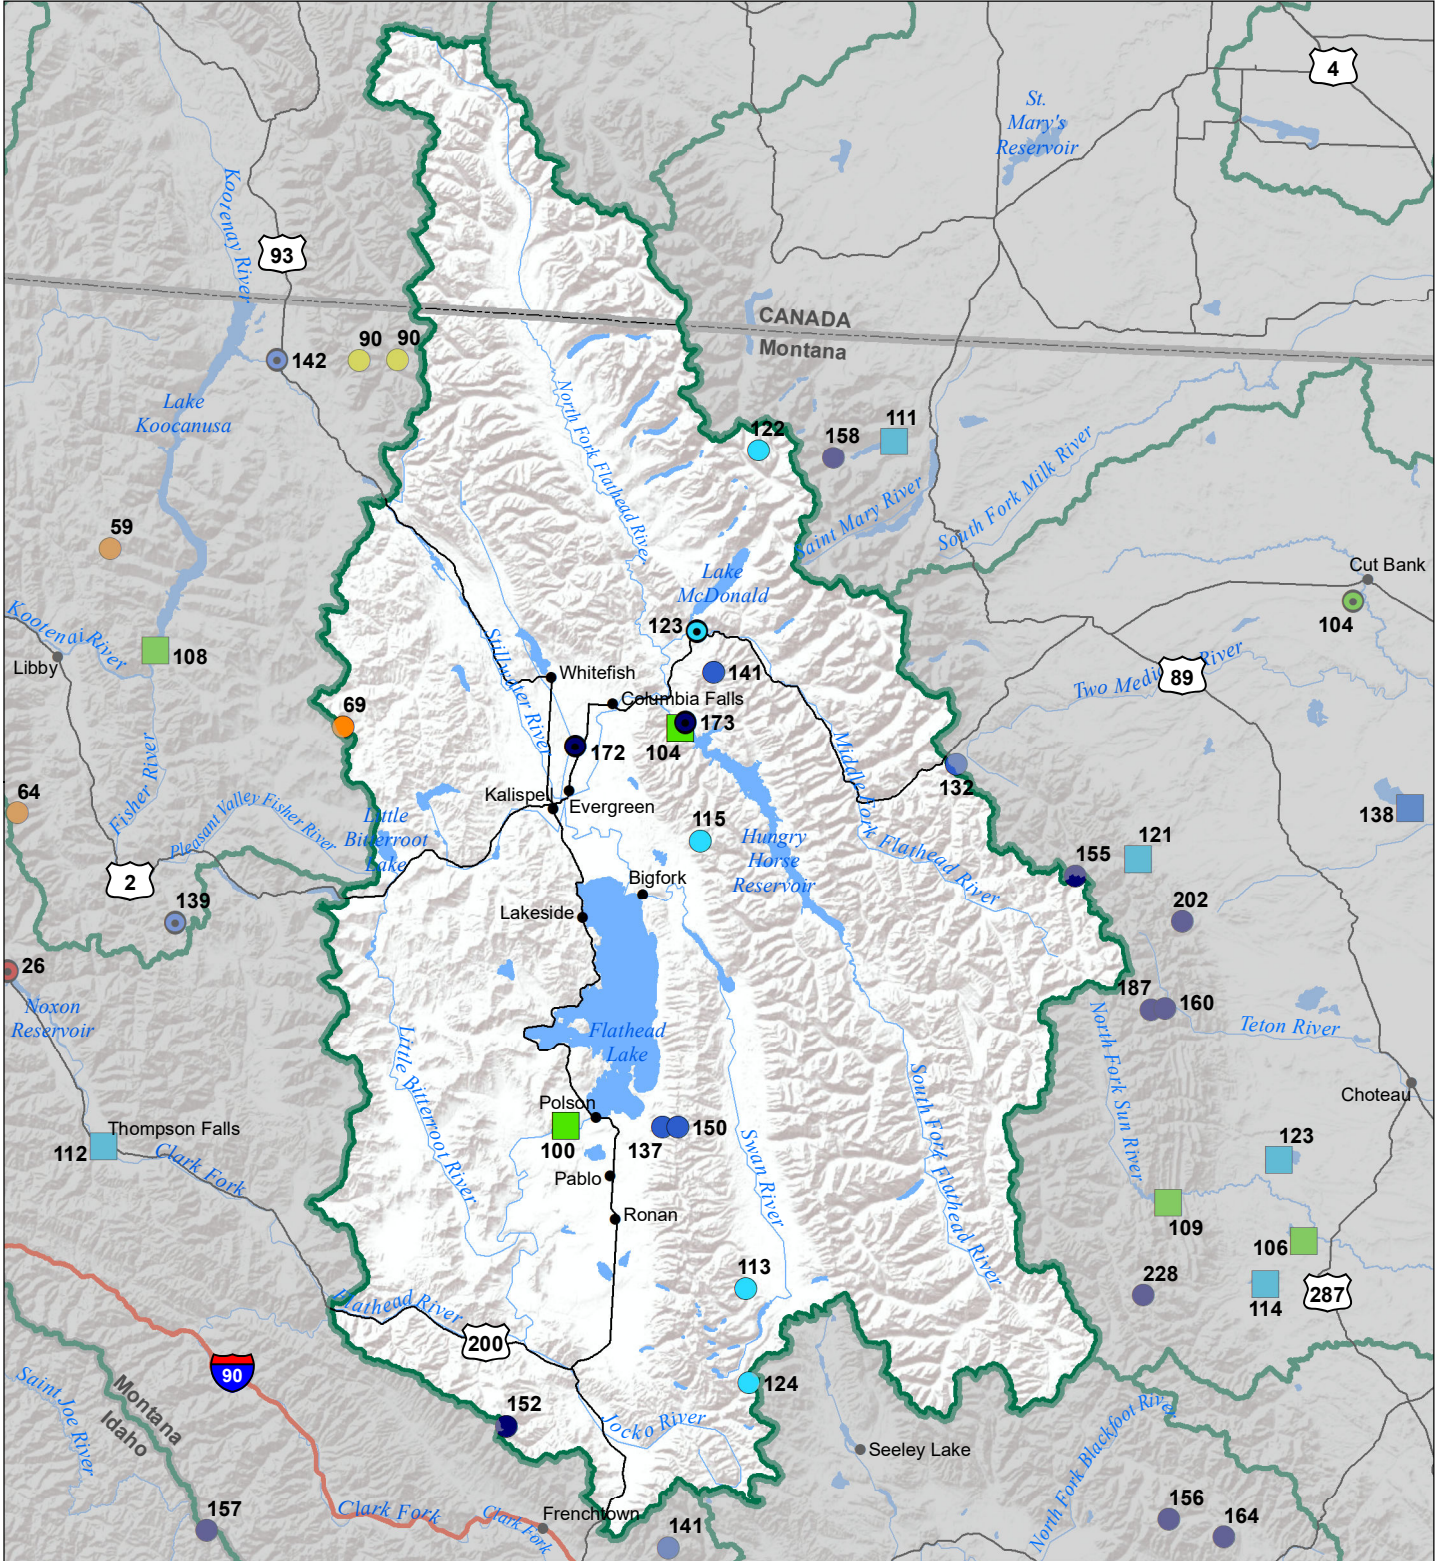 4
St.
Mary's
Reservoir
Kootenay River
93
CANADA
Montana
90
90
142
Lake
Koocanusa
North Fork Flathead River
122
158
111
Saint Mary River
South Fork Milk River
59
Cut Bank
104
Lake
McDonald
Kootenai River
Libby
108
123
Stillwater River
Whitefish
141
Two Medicine River
89
69
Columbia Falls
173
104
172
Middle Fork Flathead River
132
Fisher River
64
Pleasant Valley Fisher River
Kalispell
Evergreen
138
Little
Bitterroot
Lake
115
Hungry
Horse
Reservoir
121
155
2
139
Bigfork
Lakeside
202
26
Noxon
Reservoir
187
160
Teton River
North Fork Sun River
Flathead
Lake
Little Bitterroot River
South Fork Flathead River
Choteau
Polson
100
137
150
Swan River
Thompson Falls
112
Clark Fork
123
Pablo
109
Ronan
106
113
228
114
287
Flathead River
200
90
124
Saint Joe River
Montana
Idaho
152
Jocko River
North Fork Blackfoot River
Seeley Lake
157
Clark Fork
Clark Fork
Frenchtown
141
156
164